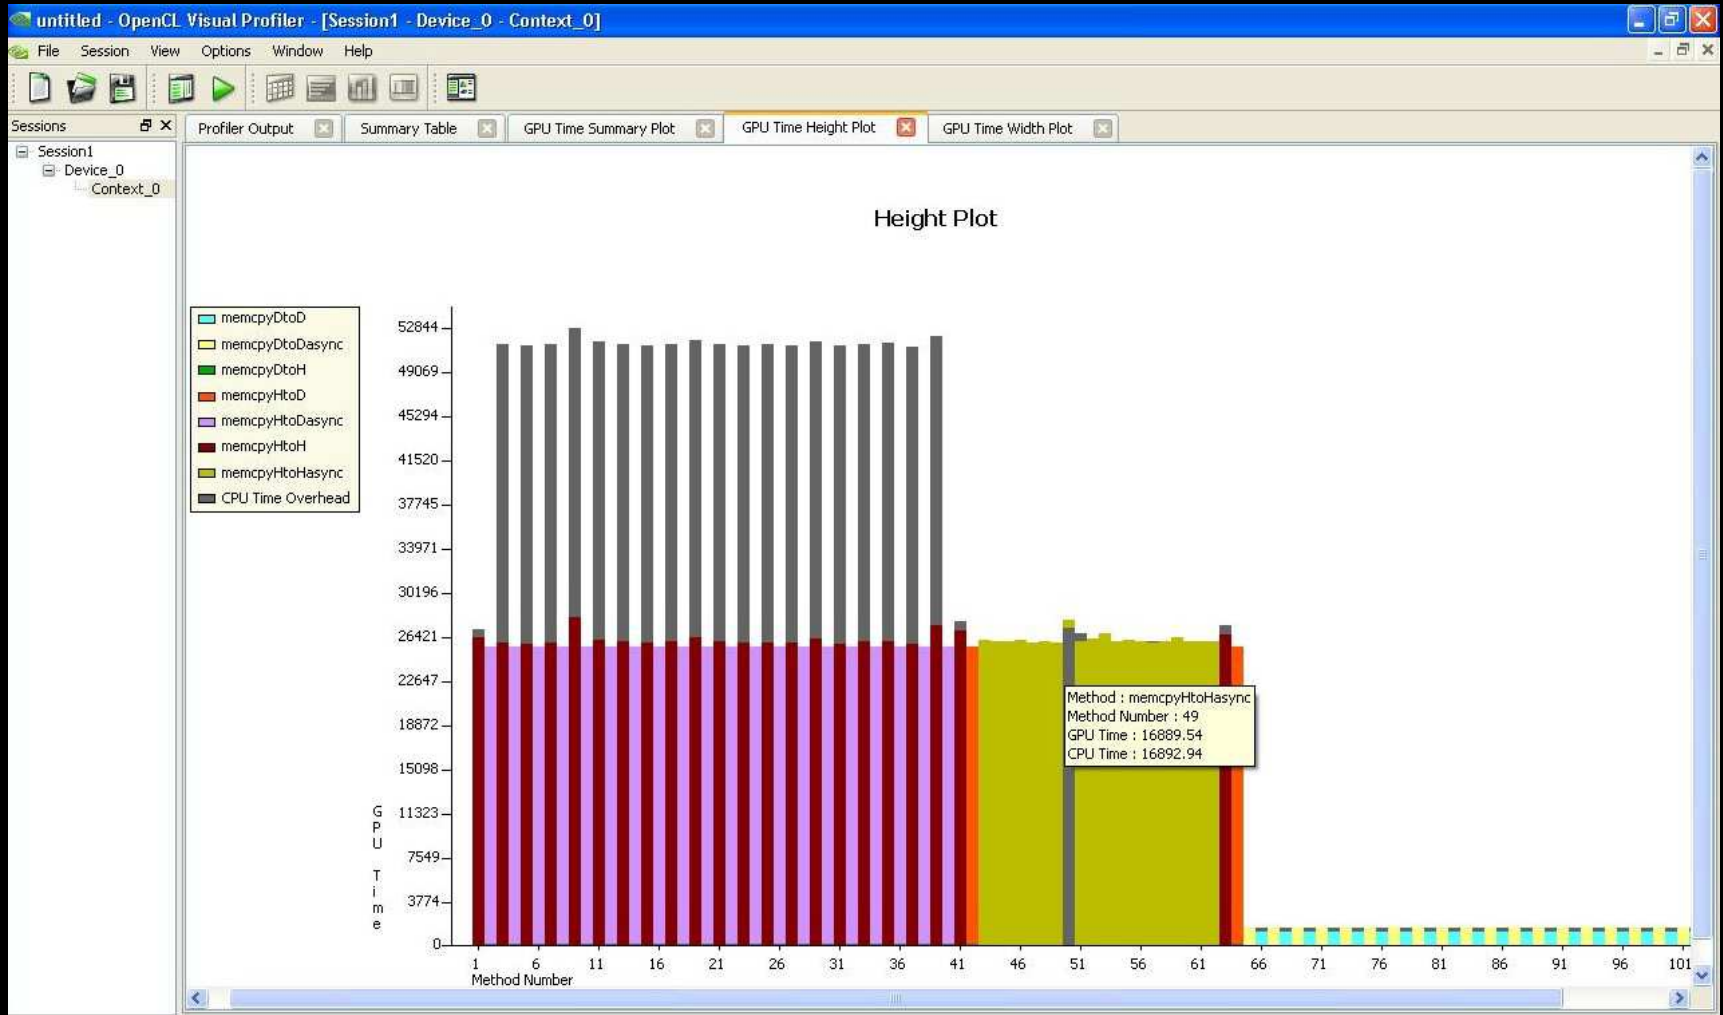 untitled - OpenCL Visual Profiler - [Session1 - Device_0 - Context_0]
File Session View Options Window Help
Sessions
Session1
Device_0
Context_0
Profiler Output Summary Table GPU Time Summary Plot GPU Time Height Plot GPU Time Width Plot
Height Plot
memcpyDtoD
memcpyDtoDasync
memcpyDtoH
memcpyHtoD
memcpyHtoDasync
memcpyHtoH
memcpyHtoHasync
CPU Time Overhead
52844
49069
45294
41520
37745
33971
30196
26421
22647
18872
15098
11323
7549
3774
0
GPU Time
Method : memcpyHtoHasync
Method Number : 49
GPU Time : 16889.54
CPU Time : 16892.94
1 6 11 16 21 26 31 36 41 46 51 56 61 66 71 76 81 86 91 96 101
Method Number